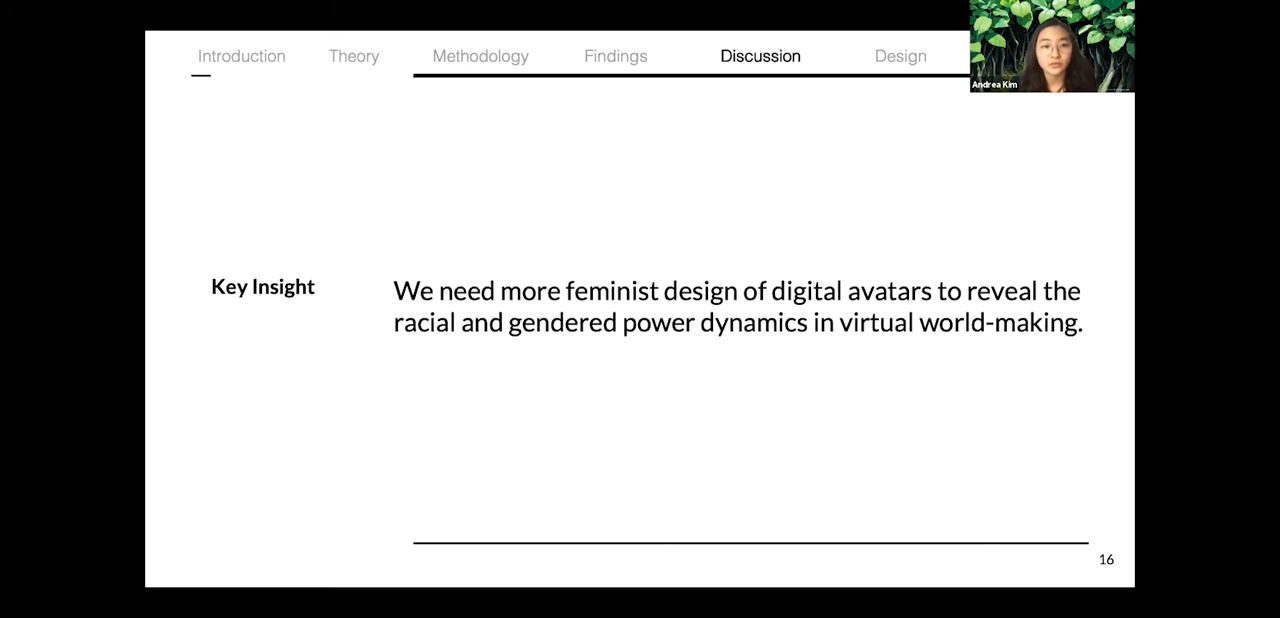 Introduction Theory Methodology Findings Discussion Design
Andrea Kim
Key Insight
We need more feminist design of digital avatars to reveal the
racial and gendered power dynamics in virtual world-making.
16